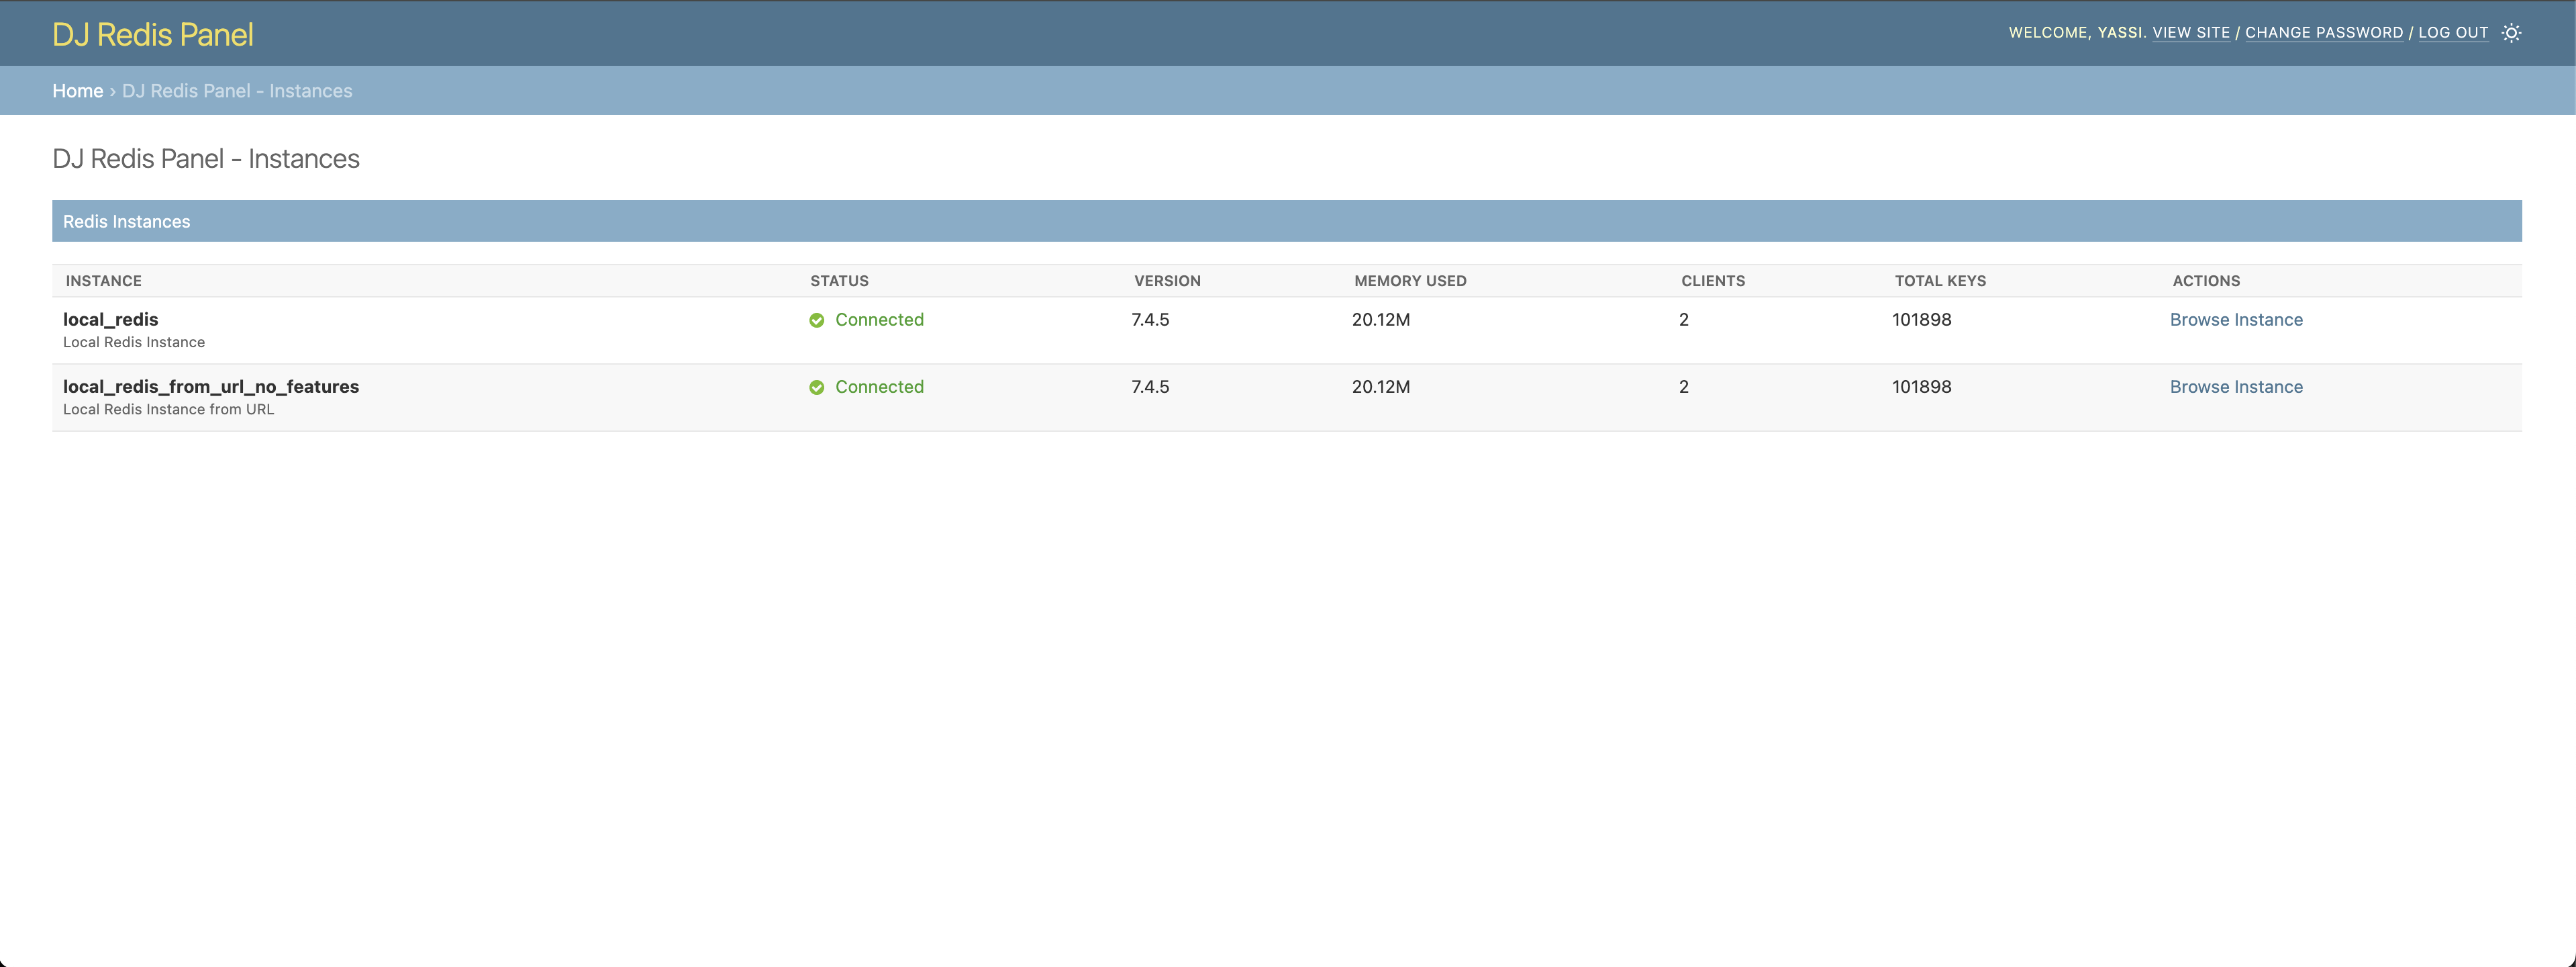 DJ Redis Panel
WELCOME, YASSI. VIEW SITE / CHANGE PASSWORD / LOG OUT
Home › DJ Redis Panel - Instances
DJ Redis Panel - Instances
Redis Instances
INSTANCE STATUS VERSION MEMORY USED CLIENTS TOTAL KEYS ACTIONS
local_redis Connected 7.4.5 20.12M 2 101898 Browse Instance
Local Redis Instance
local_redis_from_url_no_features Connected 7.4.5 20.12M 2 101898 Browse Instance
Local Redis Instance from URL